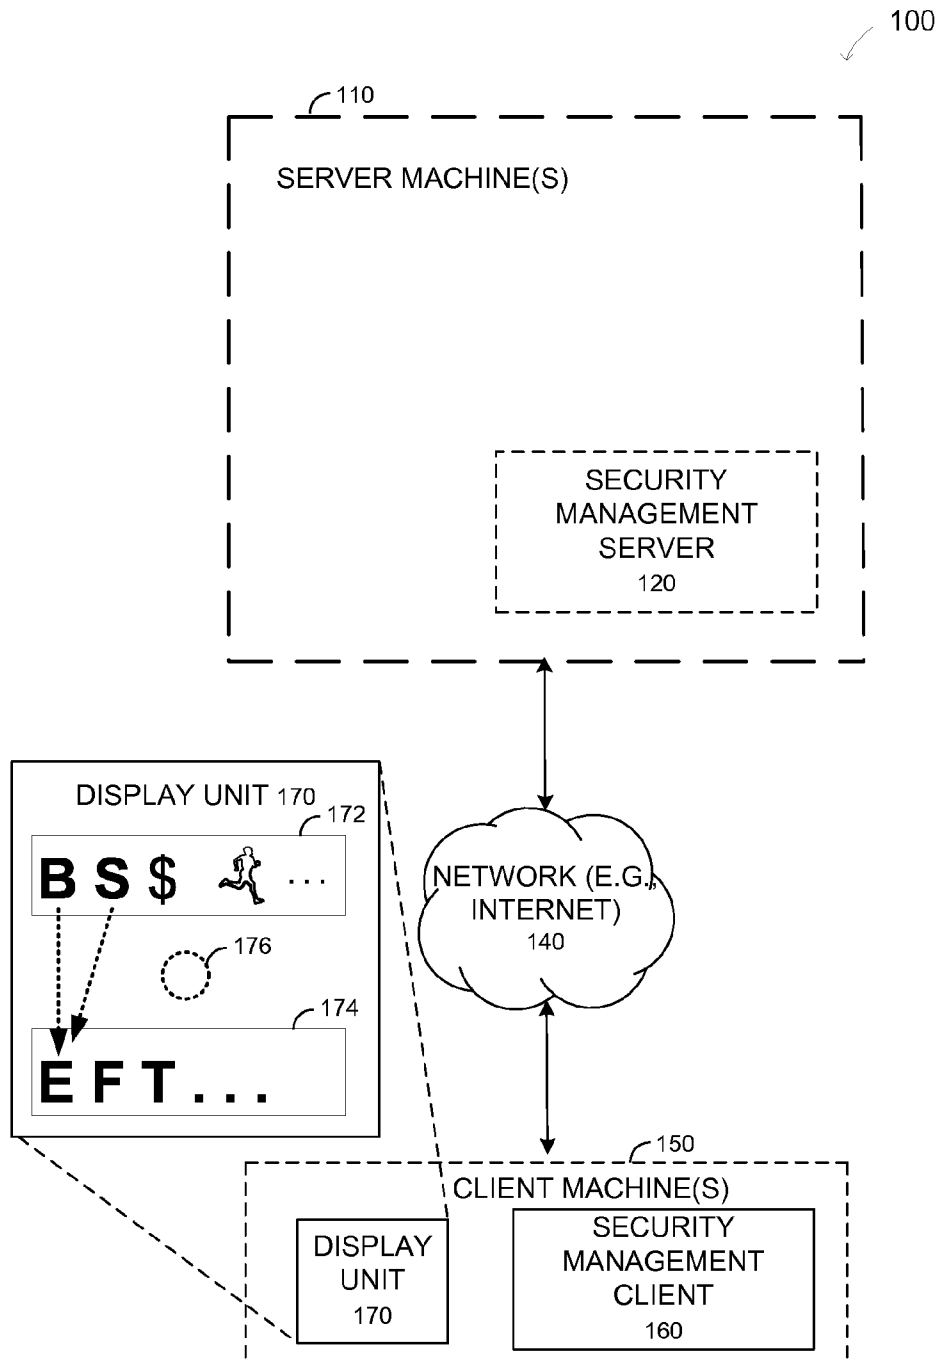 100
110
SERVER MACHINE(S)
SECURITY
MANAGEMENT
SERVER
120
DISPLAY UNIT 170
172
B S $ ...
176
174
E F T . . .
NETWORK (E.G.,
INTERNET)
140
150
CLIENT MACHINE(S)
DISPLAY
UNIT
170
SECURITY
MANAGEMENT
CLIENT
160